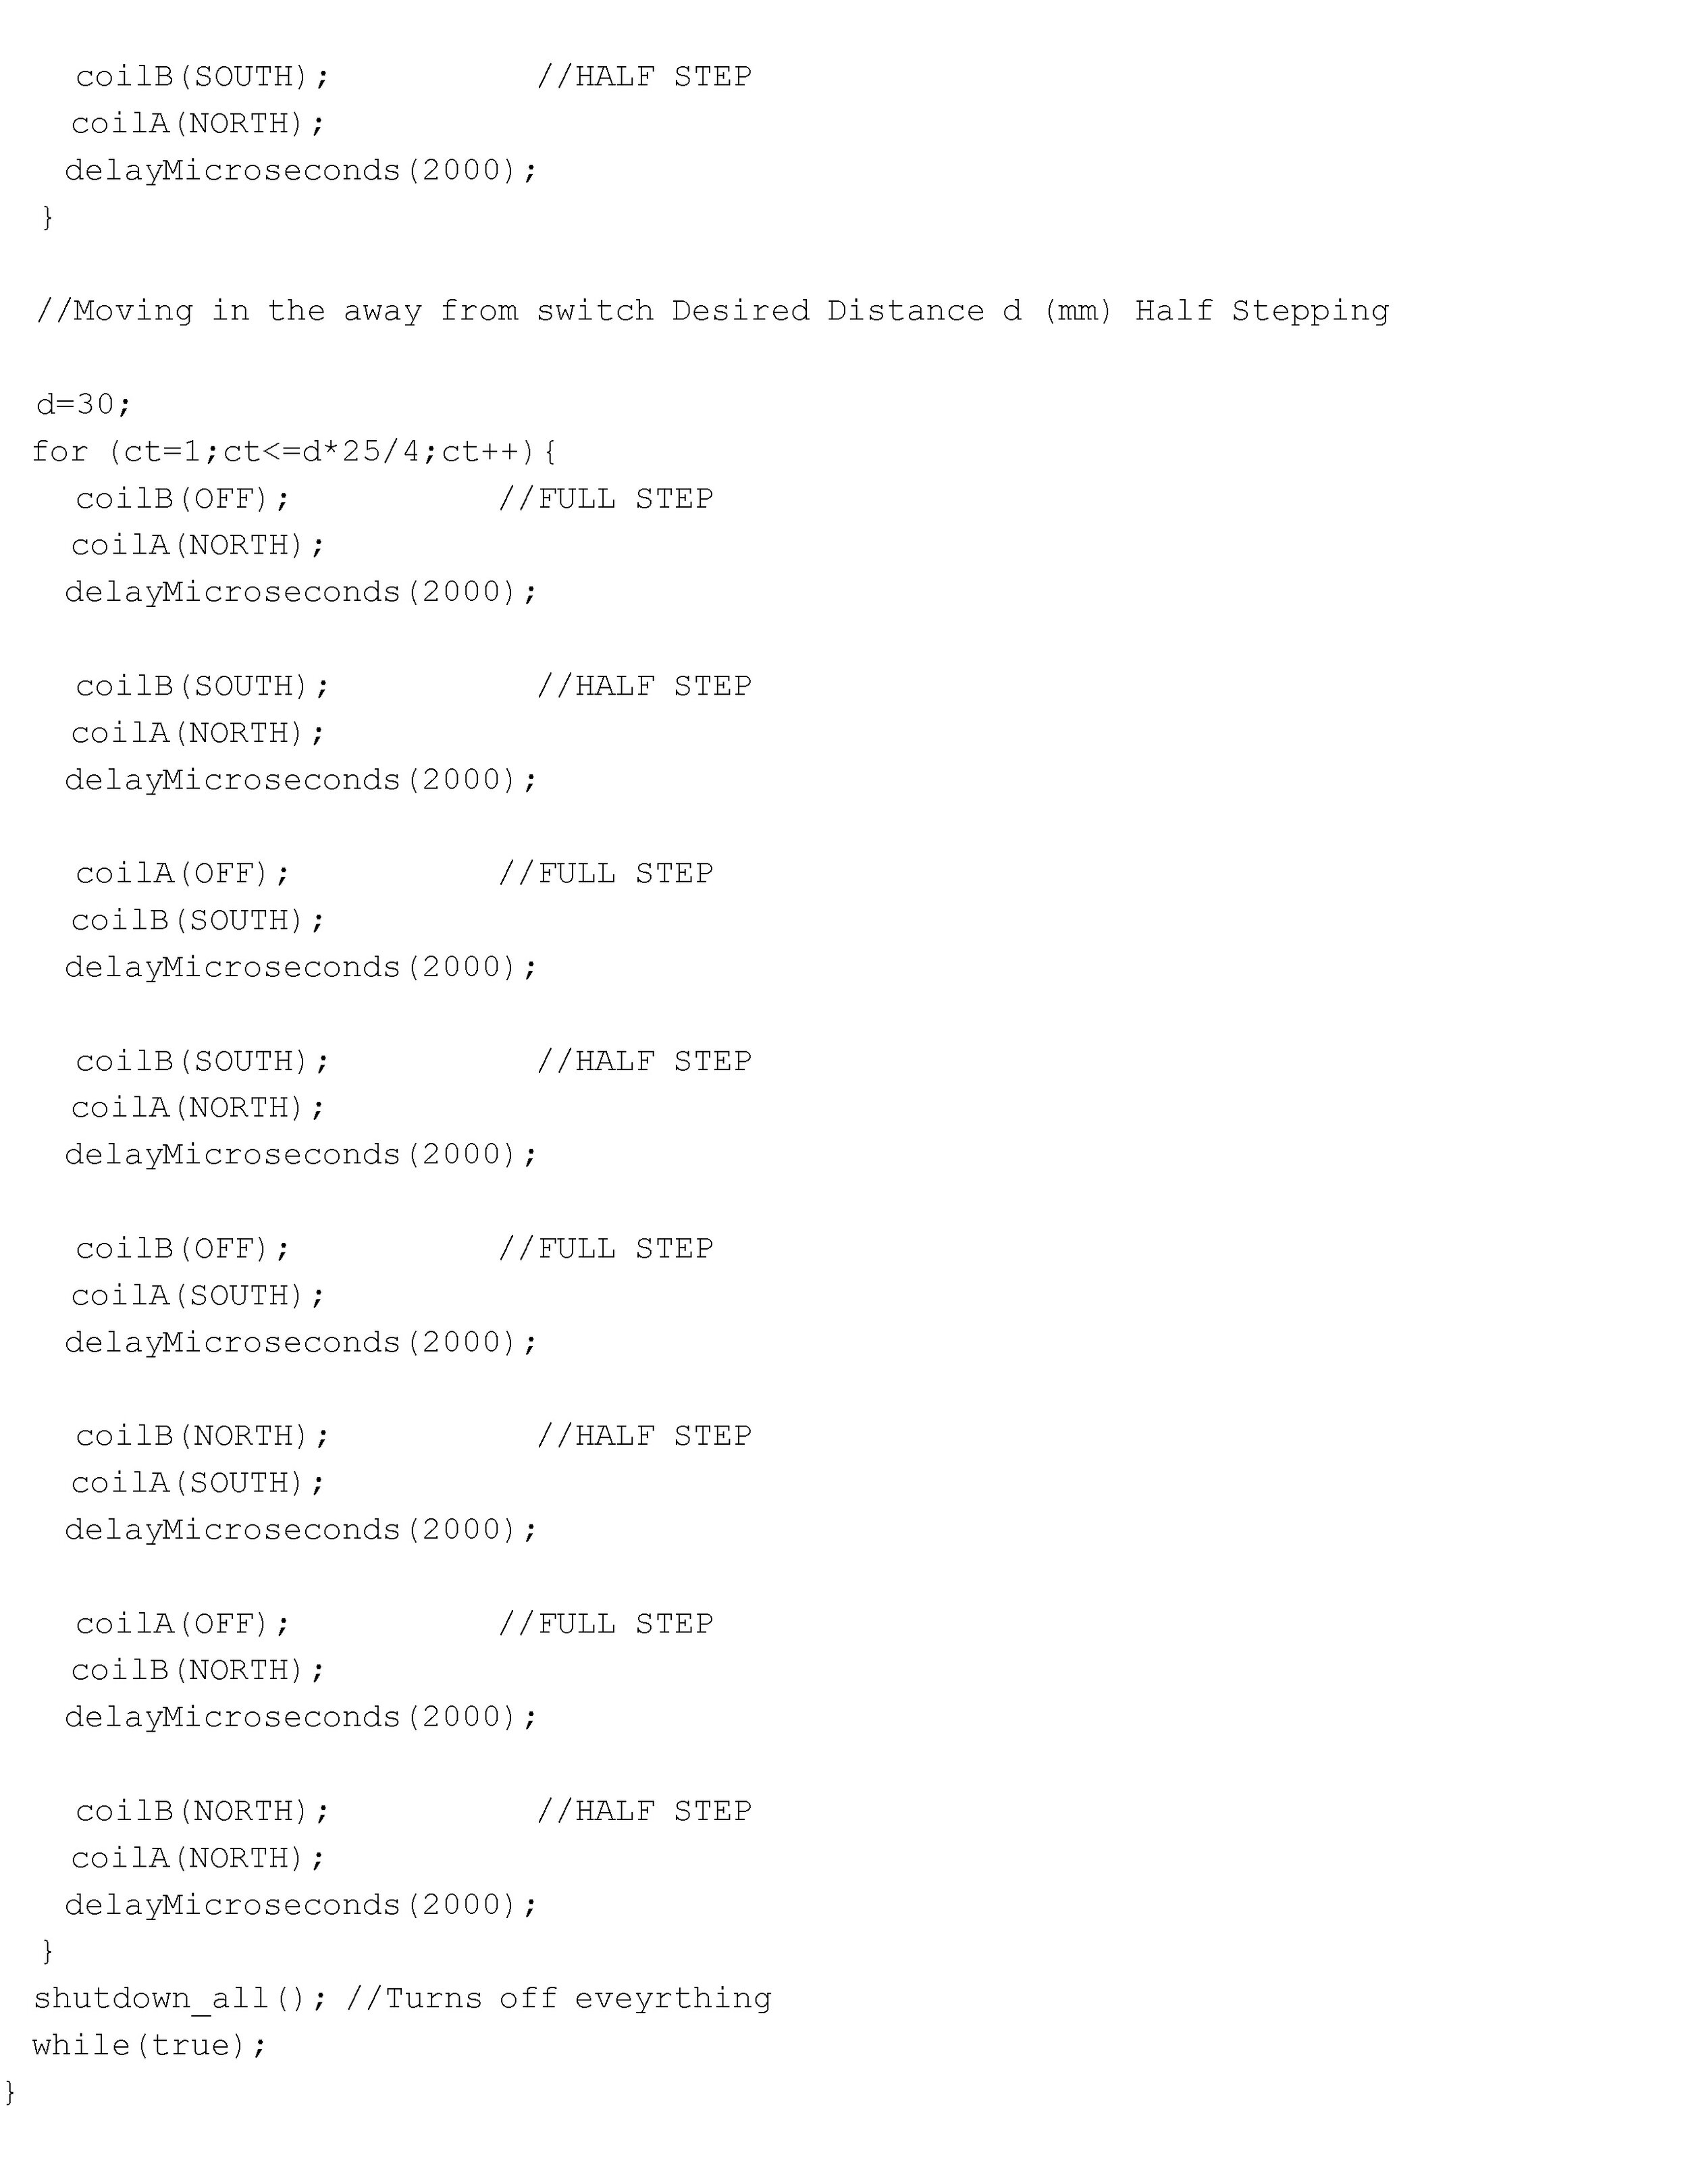 coilB(SOUTH);           //HALF STEP
coilA(NORTH);
delayMicroseconds(2000);
}
//Moving in the away from switch Desired Distance d (mm) Half Stepping
d=30;
for (ct=1;ct<=d*25/4;ct++){
coilB(OFF);           //FULL STEP
coilA(NORTH);
delayMicroseconds(2000);
coilB(SOUTH);           //HALF STEP
coilA(NORTH);
delayMicroseconds(2000);
coilA(OFF);           //FULL STEP
coilB(SOUTH);
delayMicroseconds(2000);
coilB(SOUTH);           //HALF STEP
coilA(NORTH);
delayMicroseconds(2000);
coilB(OFF);           //FULL STEP
coilA(SOUTH);
delayMicroseconds(2000);
coilB(NORTH);           //HALF STEP
coilA(SOUTH);
delayMicroseconds(2000);
coilA(OFF);           //FULL STEP
coilB(NORTH);
delayMicroseconds(2000);
coilB(NORTH);           //HALF STEP
coilA(NORTH);
delayMicroseconds(2000);
}
shutdown_all(); //Turns off eveyrthing
while(true);
}